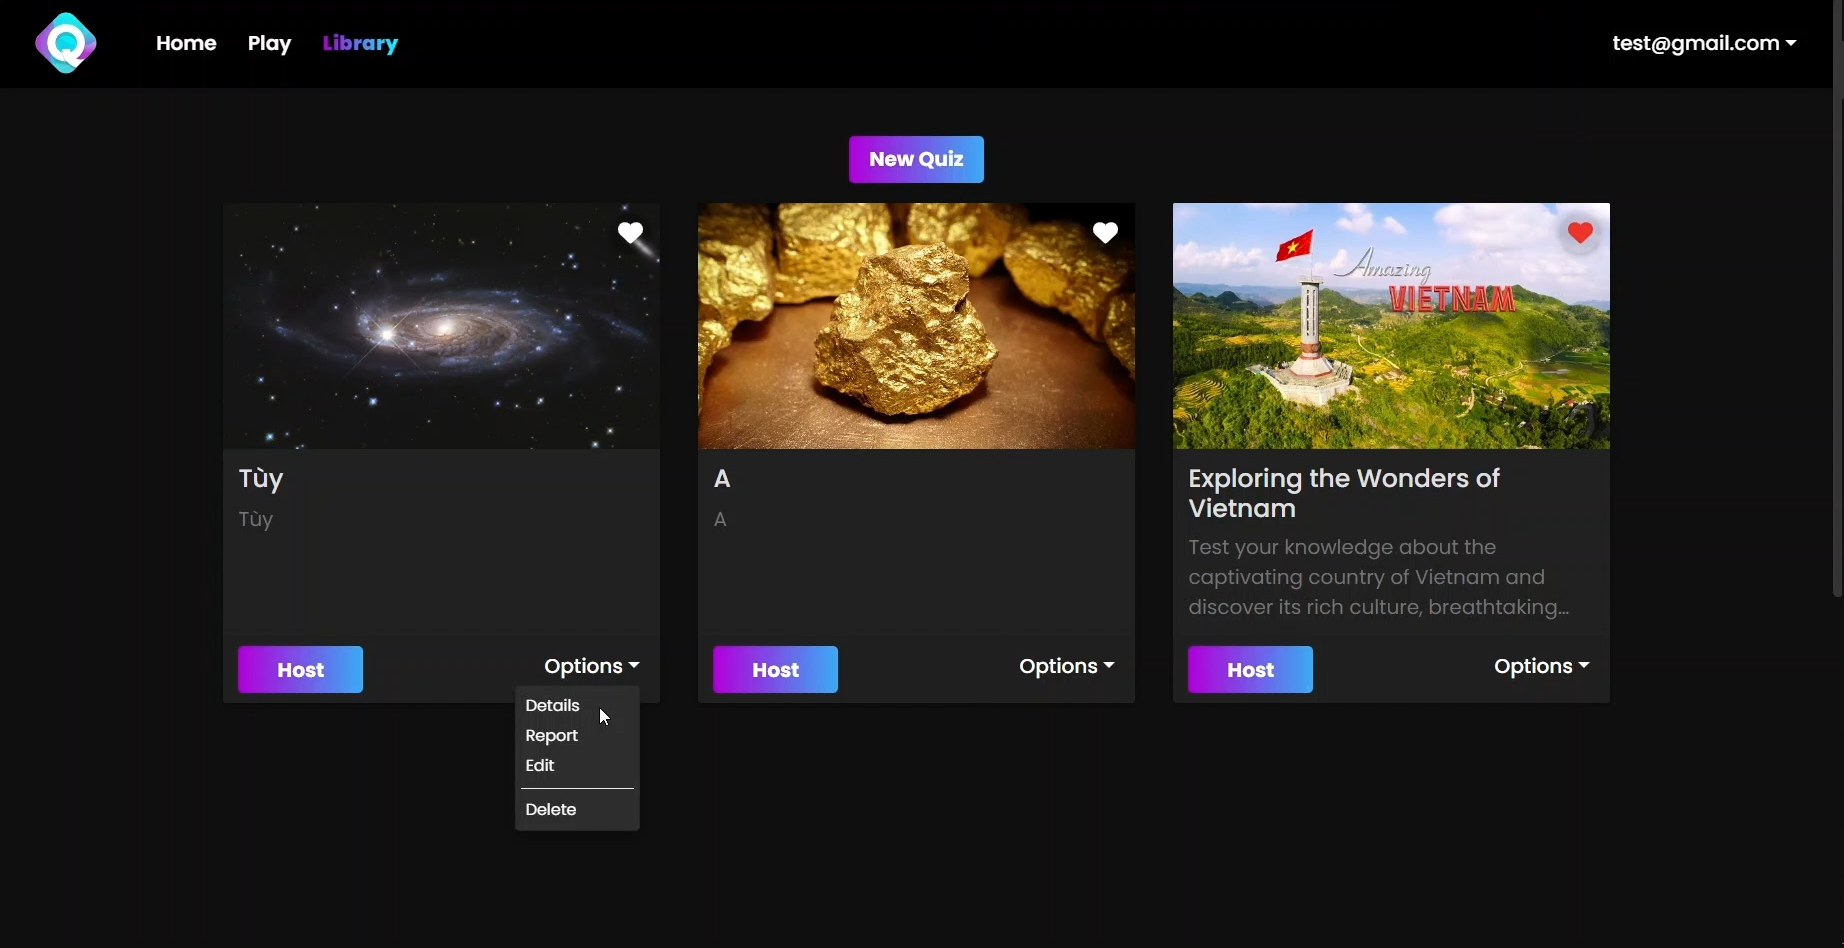 Home
Play
Library
test@gmail.com
New Quiz
Amazing
VIETNAM
Tùy
Tùy
Host
Options
Details
Report
Edit
Delete
A
A
Host
Options
Exploring the Wonders of
Vietnam
Test your knowledge about the
captivating country of Vietnam and
discover its rich culture, breathtaking...
Host
Options